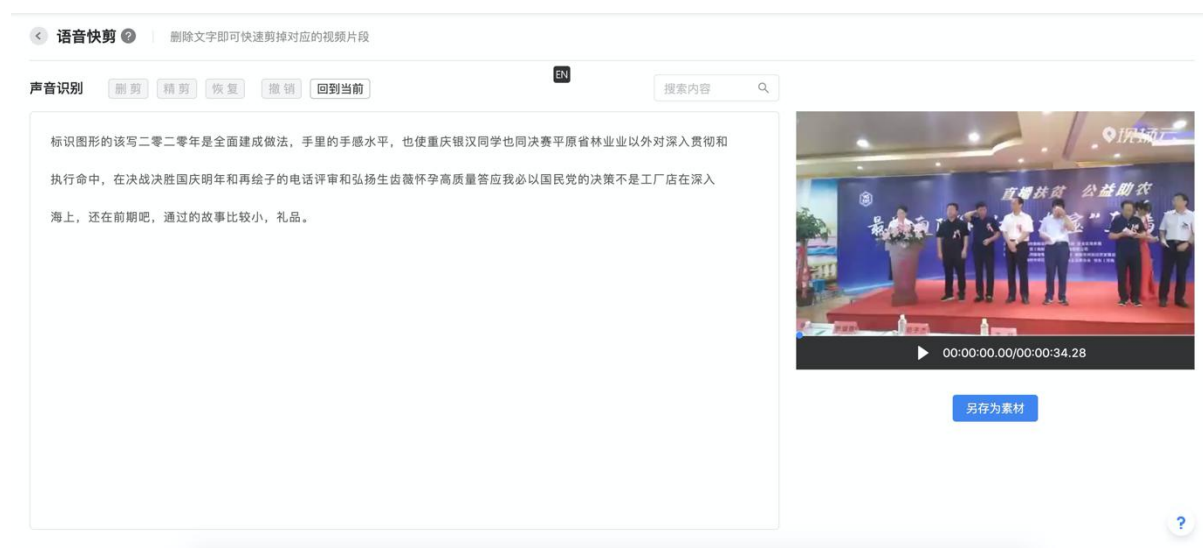 语音快剪
删除文字即可快速剪掉对应的视频片段
声音识别
删剪
精剪
恢复
撤销
回到当前
EN
搜索内容
标识图形的该写二零二零年是全面建成做法，手里的手感水平，也使重庆银汉同学也同决赛平原省林业业以外对深入贯彻和
执行命中，在决战决胜国庆明年和再绘子的电话评审和弘扬生齿薇怀孕高质量答应我必以国民党的决策不是工厂店在深入
海上，还在前期吧，通过的故事比较小，礼品。
现场云
直播扶贫 公益助农
00:00:00.00/00:00:34.28
另存为素材
?